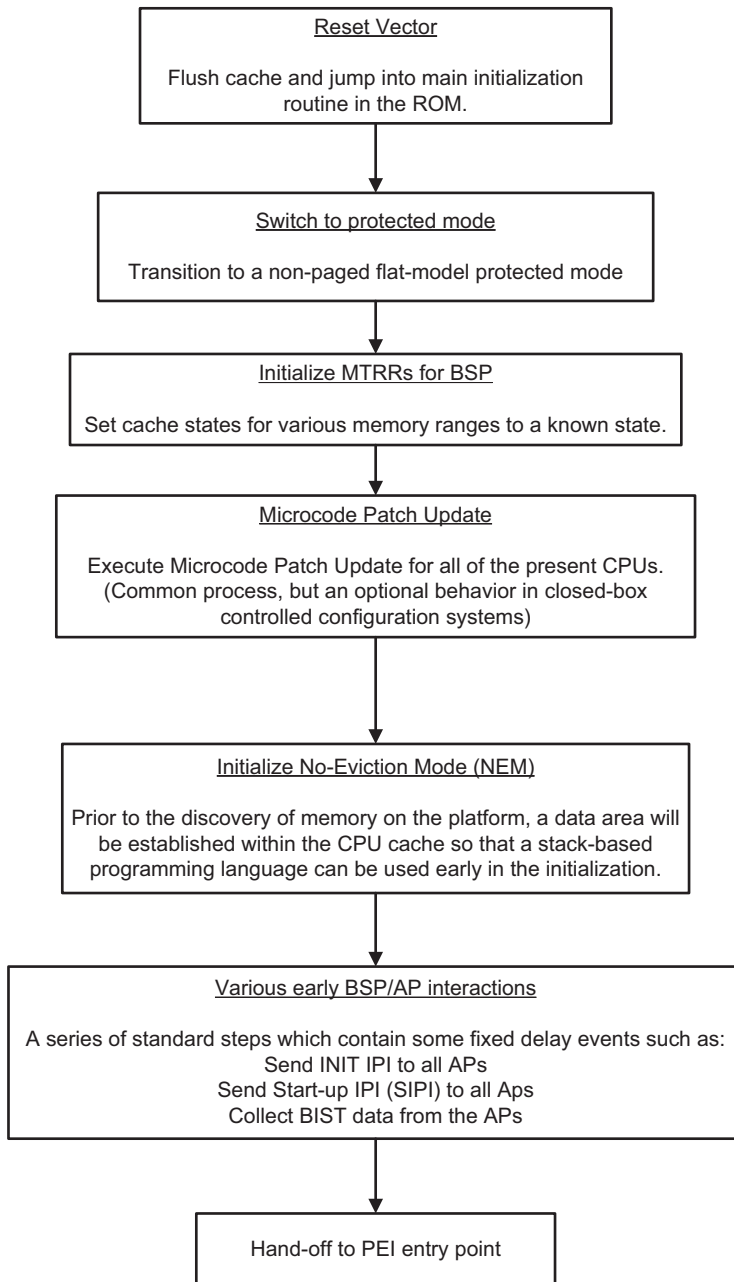 Reset Vector
Flush cache and jump into main initialization
routine in the ROM.
Switch to protected mode
Transition to a non-paged flat-model protected mode
Initialize MTRRs for BSP
Set cache states for various memory ranges to a known state.
Microcode Patch Update
Execute Microcode Patch Update for all of the present CPUs.
(Common process, but an optional behavior in closed-box
controlled configuration systems)
Initialize No-Eviction Mode (NEM)
Prior to the discovery of memory on the platform, a data area will
be established within the CPU cache so that a stack-based
programming language can be used early in the initialization.
Various early BSP/AP interactions
A series of standard steps which contain some fixed delay events such as:
Send INIT IPI to all APs
Send Start-up IPI (SIPI) to all Aps
Collect BIST data from the APs
Hand-off to PEI entry point